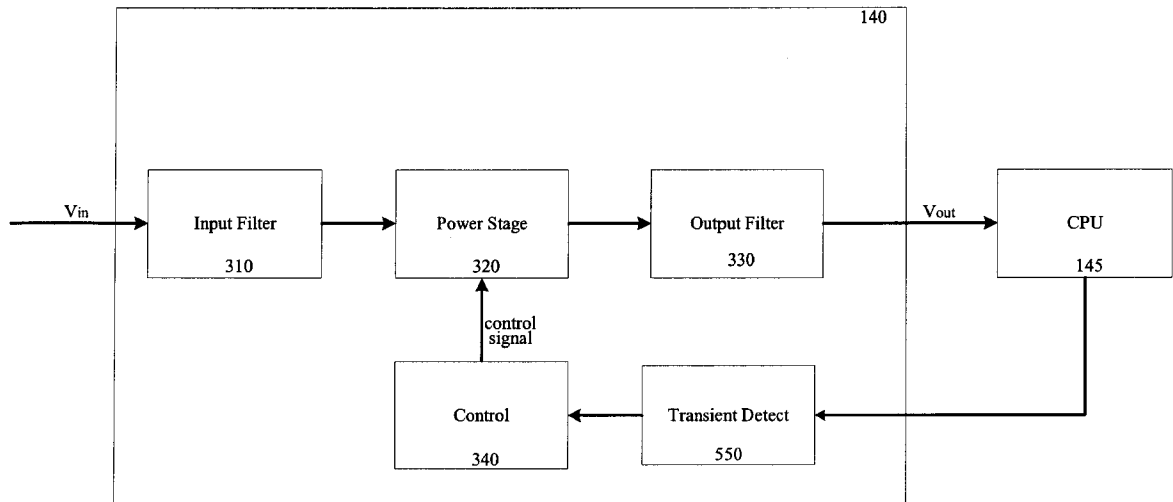 140
Vin
Input Filter
310
Power Stage
320
Output Filter
330
Vout
CPU
145
control
signal
Control
340
Transient Detect
550